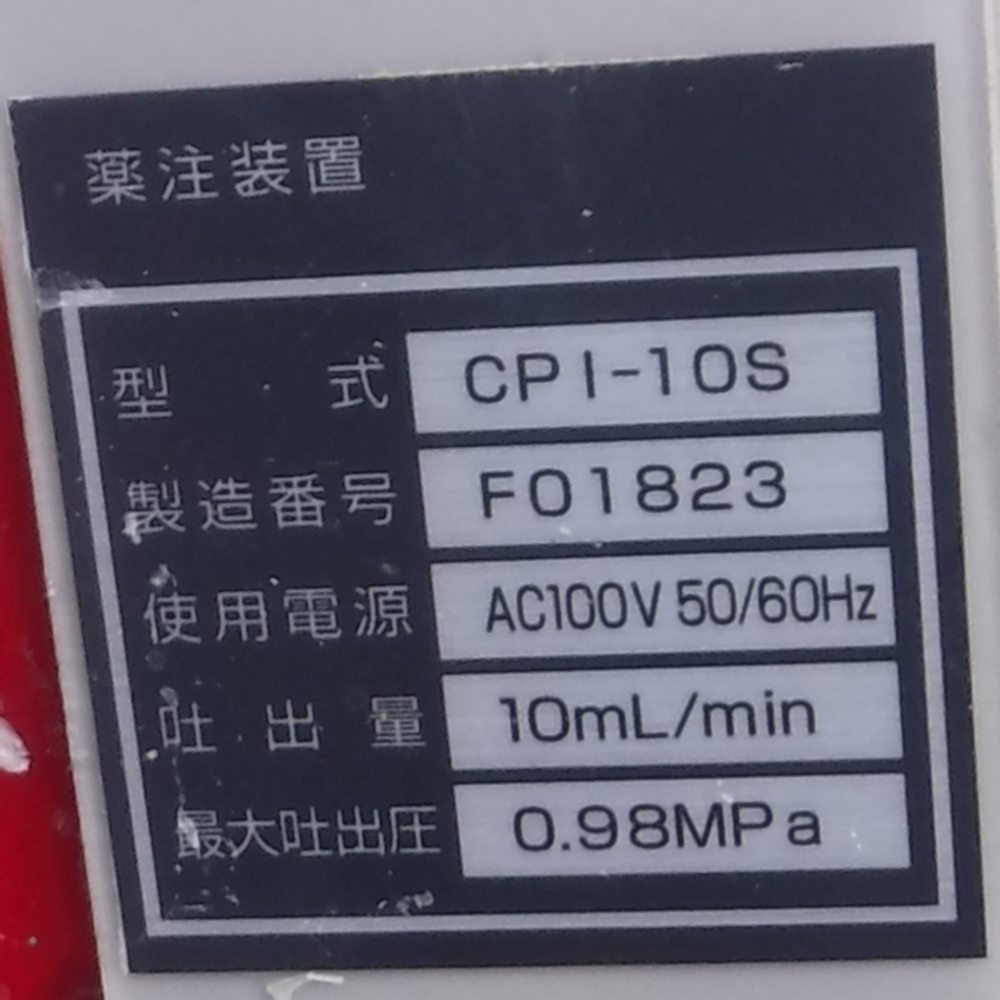 薬注装置
型式 CPI-10S
製造番号 F01823
使用電源 AC100V 50/60Hz
吐出量 10mL/min
最大吐出圧 0.98MPa